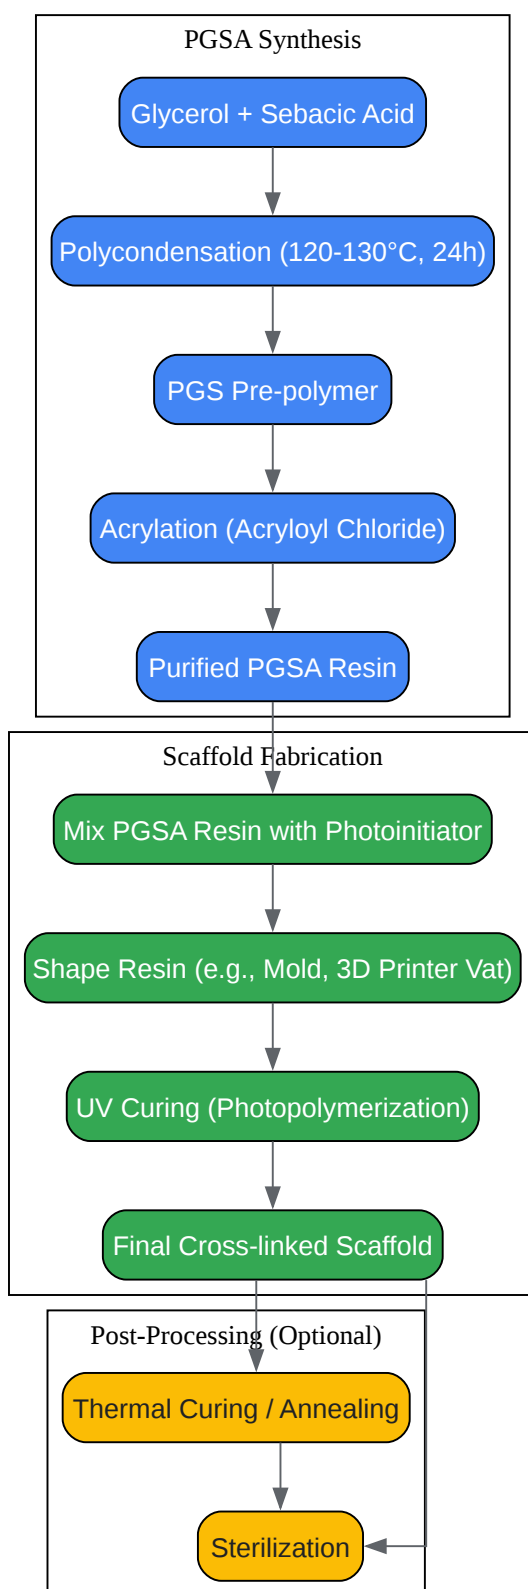 PGSA Synthesis
Glycerol + Sebacic Acid
Polycondensation (120-130°C, 24h)
PGS Pre-polymer
Acrylation (Acryloyl Chloride)
Purified PGSA Resin
Scaffold Fabrication
Mix PGSA Resin with Photoinitiator
Shape Resin (e.g., Mold, 3D Printer Vat)
UV Curing (Photopolymerization)
Final Cross-linked Scaffold
Post-Processing (Optional)
Thermal Curing / Annealing
Sterilization